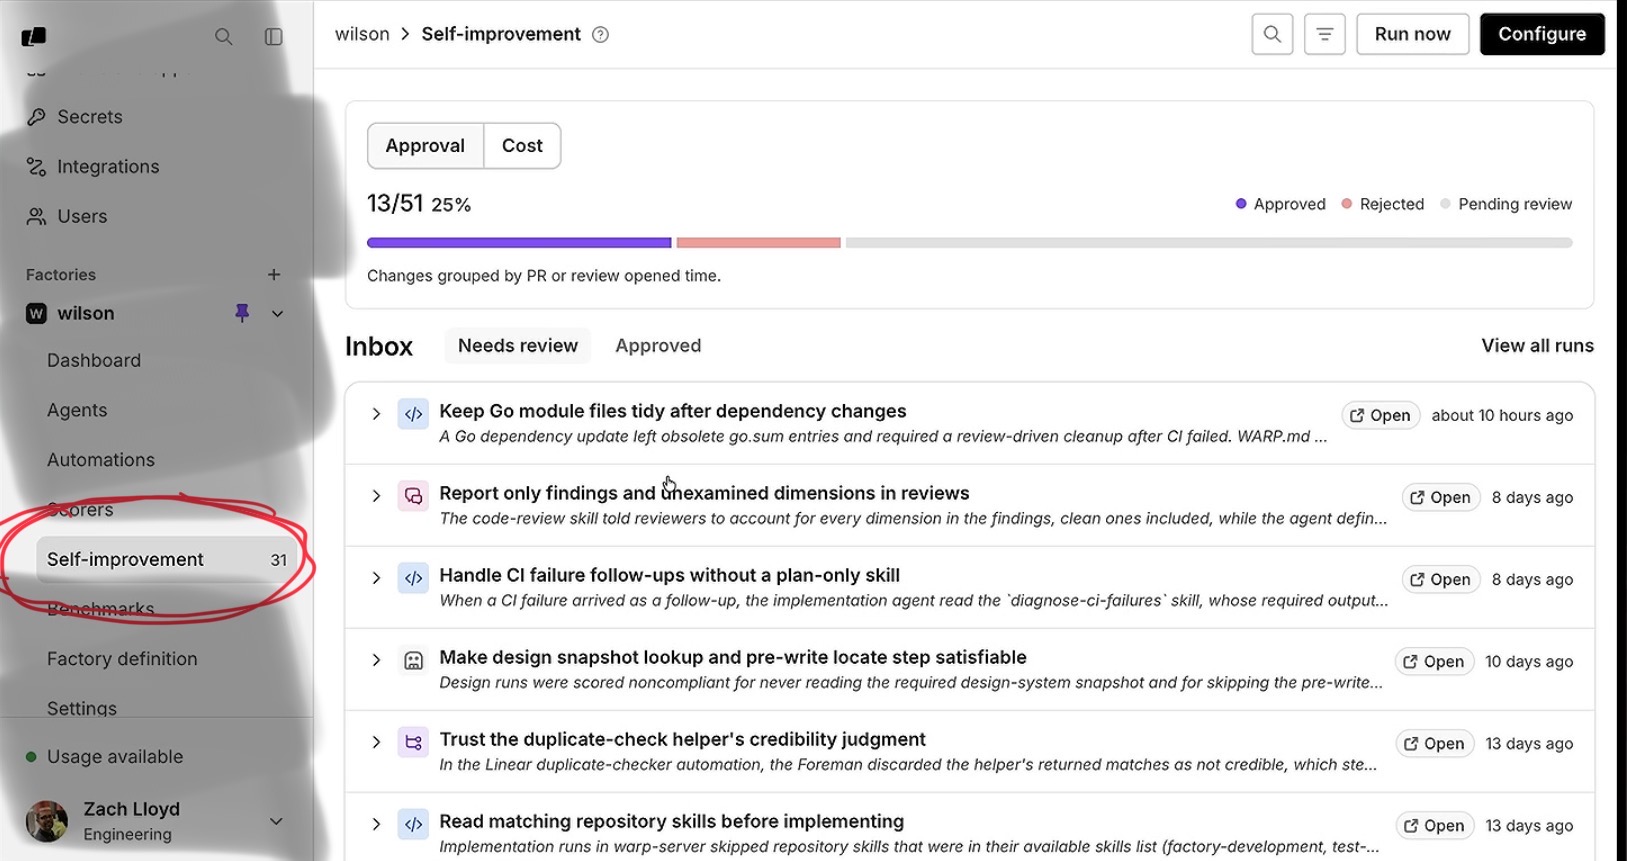 wilson > Self-improvement
Run now
Configure
Secrets
Integrations
Users
Factories
W wilson
Dashboard
Agents
Automations
Scorers
Self-improvement 31
Benchmarks
Factory definition
Settings
Usage available
Zach Lloyd
Engineering
Approval
Cost
13/51 25%
Approved
Rejected
Pending review
Changes grouped by PR or review opened time.
Inbox
Needs review
Approved
View all runs
Keep Go module files tidy after dependency changes
Open about 10 hours ago
A Go dependency update left obsolete go.sum entries and required a review-driven cleanup after CI failed. WARP.md ...
Report only findings and unexamined dimensions in reviews
Open 8 days ago
The code-review skill told reviewers to account for every dimension in the findings, clean ones included, while the agent defin...
Handle CI failure follow-ups without a plan-only skill
Open 8 days ago
When a CI failure arrived as a follow-up, the implementation agent read the `diagnose-ci-failures` skill, whose required output...
Make design snapshot lookup and pre-write locate step satisfiable
Open 10 days ago
Design runs were scored noncompliant for never reading the required design-system snapshot and for skipping the pre-write...
Trust the duplicate-check helper's credibility judgment
Open 13 days ago
In the Linear duplicate-checker automation, the Foreman discarded the helper's returned matches as not credible, which ste...
Read matching repository skills before implementing
Open 13 days ago
Implementation runs in warp-server skipped repository skills that were in their available skills list (factory-development, test-...